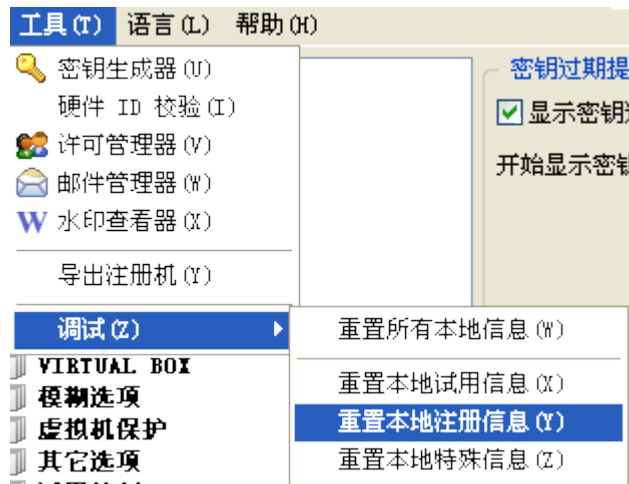 工具(T) 语言(L) 帮助(H)
密钥生成器(U)
硬件 ID 校验(I)
许可管理器(V)
邮件管理器(W)
水印查看器(X)
导出注册机(Y)
调试(Z)
重置所有本地信息(W)
重置本地试用信息(X)
重置本地注册信息(Y)
重置本地特殊信息(Z)
密钥过期提
显示密钥
开始显示密钥
VIRTUAL BOX
模糊选项
虚拟机保护
其它选项